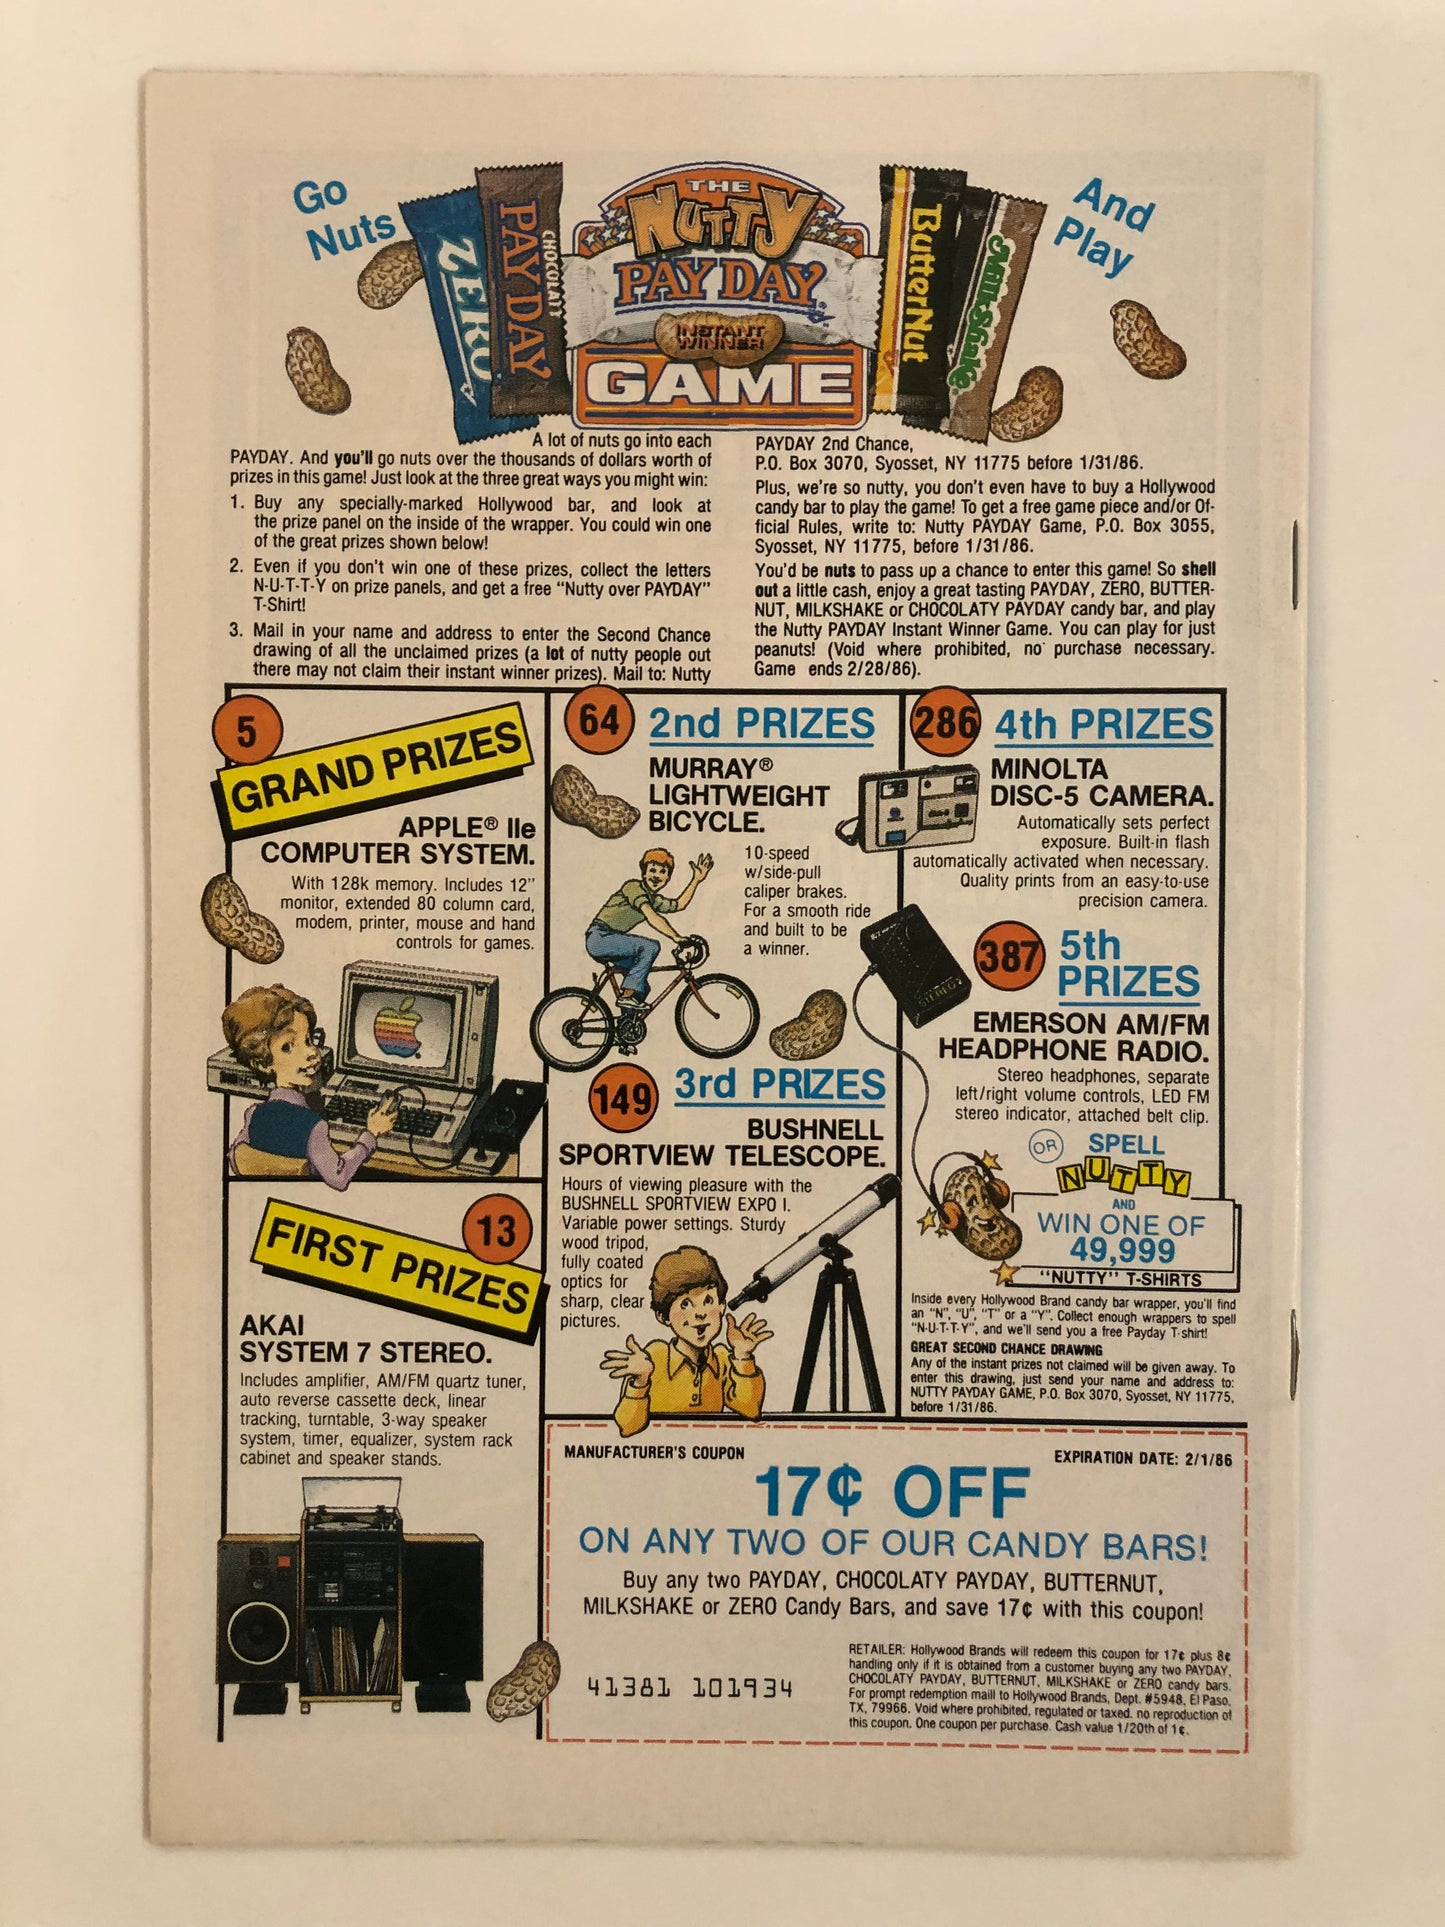 Go
Nuts
And
Play
ZERO
CHOCOLATY
PAYDAY
THE
NUTTY
PAYDAY
INSTANT
WINNER
GAME
ButterNut
Milkshake
A lot of nuts go into each
PAYDAY. And you'll go nuts over the thousands of dollars worth of
prizes in this game! Just look at the three great ways you might win:
1. Buy any specially-marked Hollywood bar, and look at
the prize panel on the inside of the wrapper. You could win one
of the great prizes shown below!
2. Even if you don't win one of these prizes, collect the letters
N-U-T-T-Y on prize panels, and get a free "Nutty over PAYDAY"
T-Shirt!
3. Mail in your name and address to enter the Second Chance
drawing of all the unclaimed prizes (a lot of nutty people out
there may not claim their instant winner prizes). Mail to: Nutty
PAYDAY 2nd Chance,
P.O. Box 3070, Syosset, NY 11775 before 1/31/86.
Plus, we're so nutty, you don't even have to buy a Hollywood
candy bar to play the game! To get a free game piece and/or Of-
ficial Rules, write to: Nutty PAYDAY Game, P.O. Box 3055,
Syosset, NY 11775, before 1/31/86.
You'd be nuts to pass up a chance to enter this game! So shell
out a little cash, enjoy a great tasting PAYDAY, ZERO, BUTTER-
NUT, MILKSHAKE or CHOCOLATY PAYDAY candy bar, and play
the Nutty PAYDAY Instant Winner Game. You can play for just
peanuts! (Void where prohibited, no purchase necessary.
Game ends 2/28/86).
5
GRAND PRIZES
APPLE® IIe
COMPUTER SYSTEM.
With 128k memory. Includes 12"
monitor, extended 80 column card,
modem, printer, mouse and hand
controls for games.
13
FIRST PRIZES
AKAI
SYSTEM 7 STEREO.
Includes amplifier, AM/FM quartz tuner,
auto reverse cassette deck, linear
tracking, turntable, 3-way speaker
system, timer, equalizer, system rack
cabinet and speaker stands.
64
2nd PRIZES
MURRAY®
LIGHTWEIGHT
BICYCLE.
10-speed
w/side-pull
caliper brakes.
For a smooth ride
and built to be
a winner.
149
3rd PRIZES
BUSHNELL
SPORTVIEW TELESCOPE.
Hours of viewing pleasure with the
BUSHNELL SPORTVIEW EXPO I.
Variable power settings. Sturdy
wood tripod,
fully coated
optics for
sharp, clear
pictures.
286
4th PRIZES
MINOLTA
DISC-5 CAMERA.
Automatically sets perfect
exposure. Built-in flash
automatically activated when necessary.
Quality prints from an easy-to-use
precision camera.
STEREO
387
5th
PRIZES
EMERSON AM/FM
HEADPHONE RADIO.
Stereo headphones, separate
left/right volume controls, LED FM
stereo indicator, attached belt clip.
OR SPELL
NUTTY
AND
WIN ONE OF
49,999
"NUTTY" T-SHIRTS
Inside every Hollywood Brand candy bar wrapper, you'll find
an "N", "U", "T" or a "Y". Collect enough wrappers to spell
"N-U-T-T-Y", and we'll send you a free Payday T-shirt!
GREAT SECOND CHANCE DRAWING
Any of the instant prizes not claimed will be given away. To
enter this drawing, just send your name and address to:
NUTTY PAYDAY GAME, P.O. Box 3070, Syosset, NY 11775,
before 1/31/86.
MANUFACTURER'S COUPON
EXPIRATION DATE: 2/1/86
17¢ OFF
ON ANY TWO OF OUR CANDY BARS!
Buy any two PAYDAY, CHOCOLATY PAYDAY, BUTTERNUT,
MILKSHAKE or ZERO Candy Bars, and save 17¢ with this coupon!
41381 101934
RETAILER: Hollywood Brands will redeem this coupon for 17¢ plus 8¢
handling only if it is obtained from a customer buying any two PAYDAY,
CHOCOLATY PAYDAY, BUTTERNUT, MILKSHAKE or ZERO candy bars.
For prompt redemption maill to Hollywood Brands, Dept. #5948, El Paso,
TX, 79966. Void where prohibited, regulated or taxed. no reproduction of
this coupon. One coupon per purchase. Cash value 1/20th of 1¢.